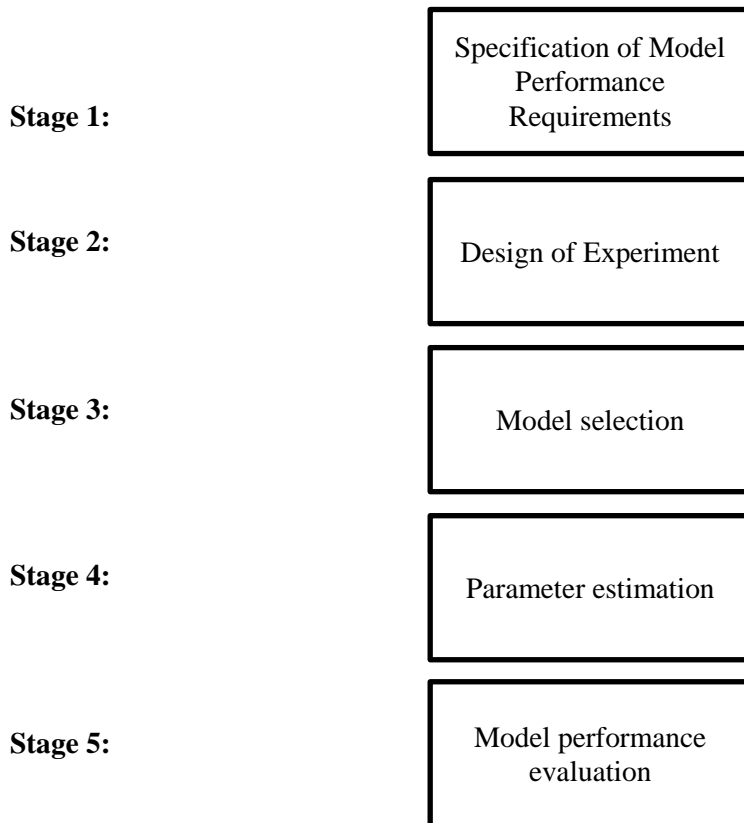 Stage 1:
Specification of Model
Performance
Requirements
Stage 2:
Design of Experiment
Stage 3:
Model selection
Stage 4:
Parameter estimation
Stage 5:
Model performance
evaluation